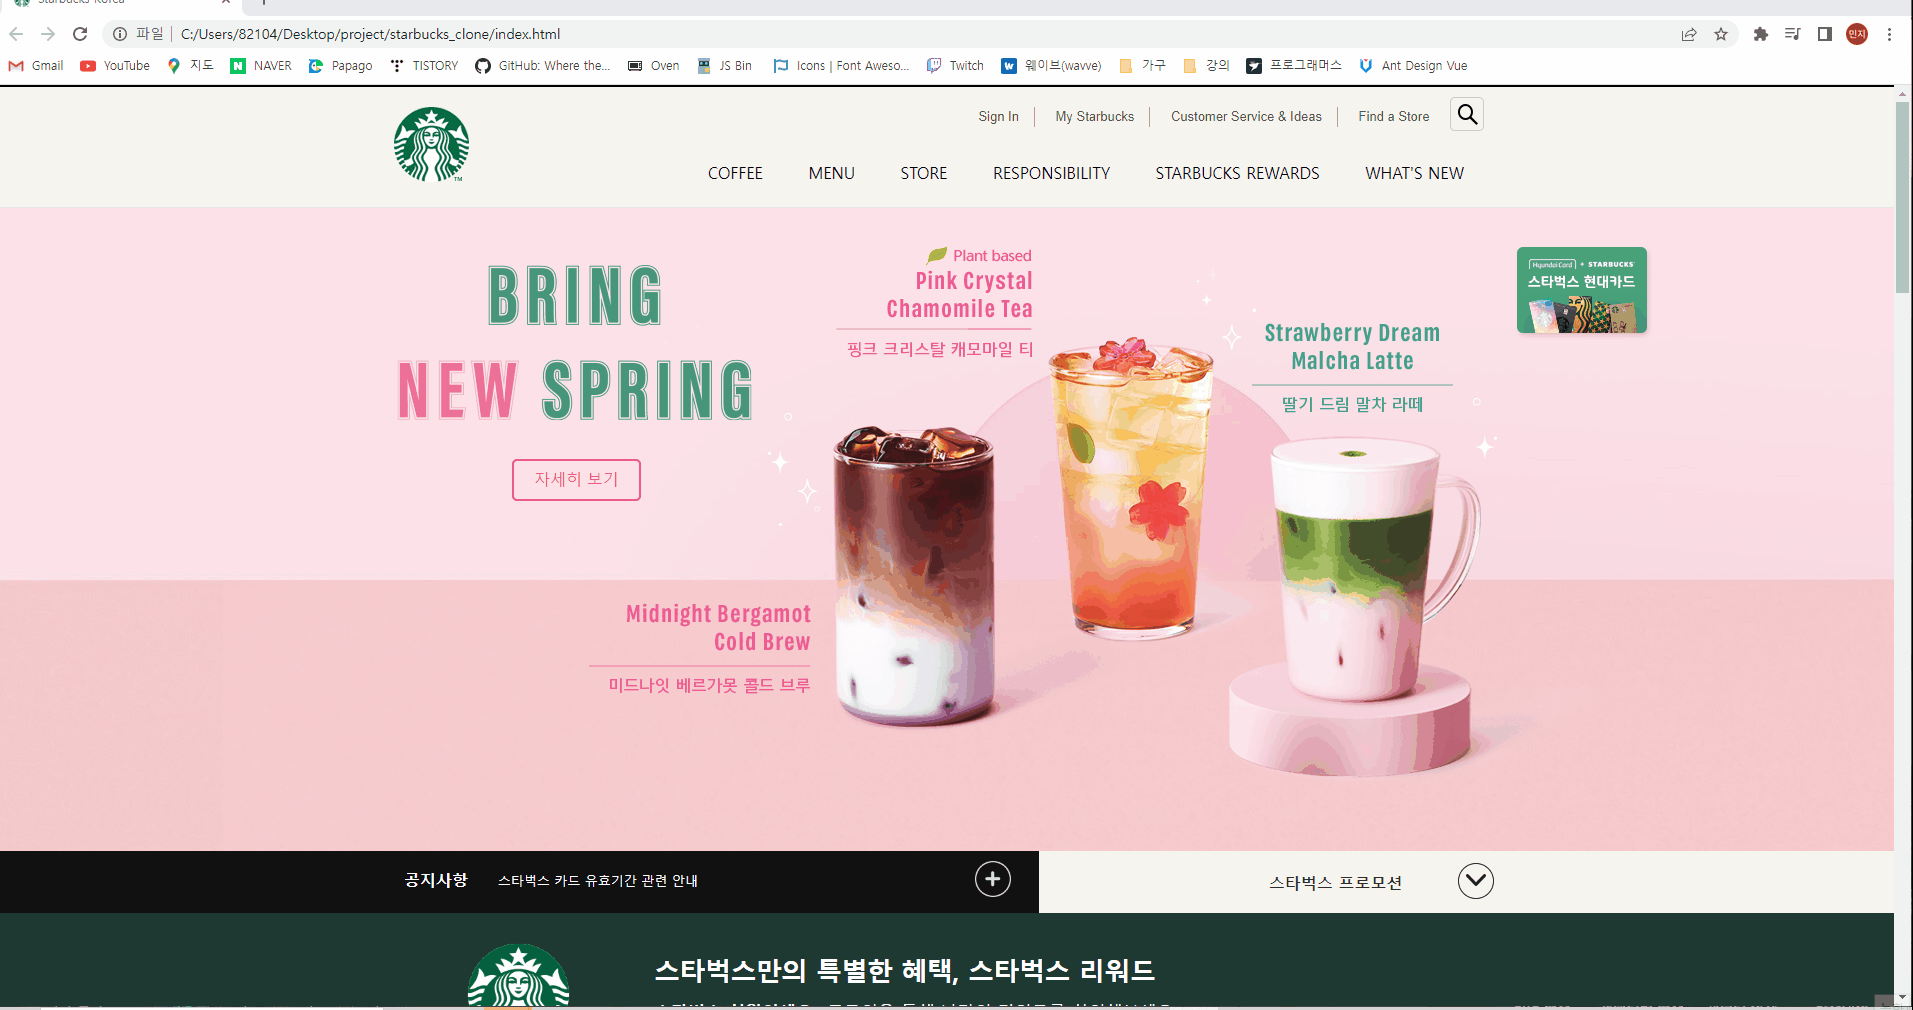 Starbucks Korea
파일 C:/Users/82104/Desktop/project/starbucks_clone/index.html
Gmail YouTube 지도 NAVER Papago TISTORY GitHub: Where the... Oven JS Bin Icons | Font Aweso... Twitch 웨이브(wavve) 가구 강의 프로그래머스 Ant Design Vue
민지
Sign In My Starbucks Customer Service & Ideas Find a Store
COFFEE MENU STORE RESPONSIBILITY STARBUCKS REWARDS WHAT'S NEW
TM
BRING
NEW SPRING
자세히 보기
Plant based
Pink Crystal
Chamomile Tea
핑크 크리스탈 캐모마일 티
Strawberry Dream
Malcha Latte
딸기 드림 말차 라떼
Hyundai Card + STARBUCKS
스타벅스 현대카드
Midnight Bergamot
Cold Brew
미드나잇 베르가못 콜드 브루
공지사항 스타벅스 카드 유효기간 관련 안내
스타벅스 프로모션
스타벅스만의 특별한 혜택, 스타벅스 리워드